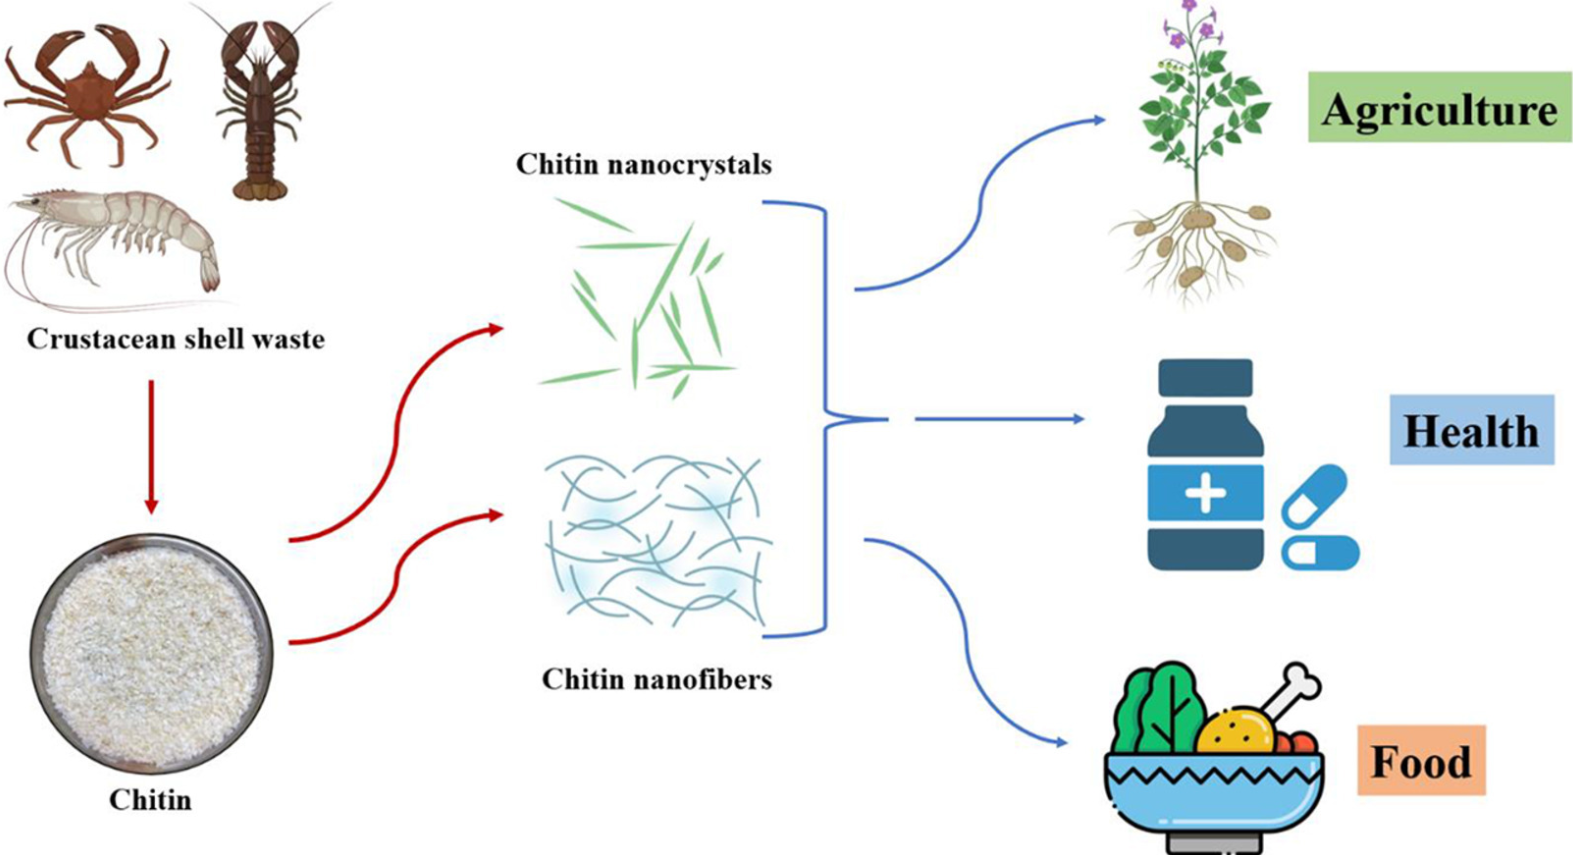 Crustacean shell waste
Chitin
Chitin nanocrystals
Chitin nanofibers
Agriculture
Health
Food